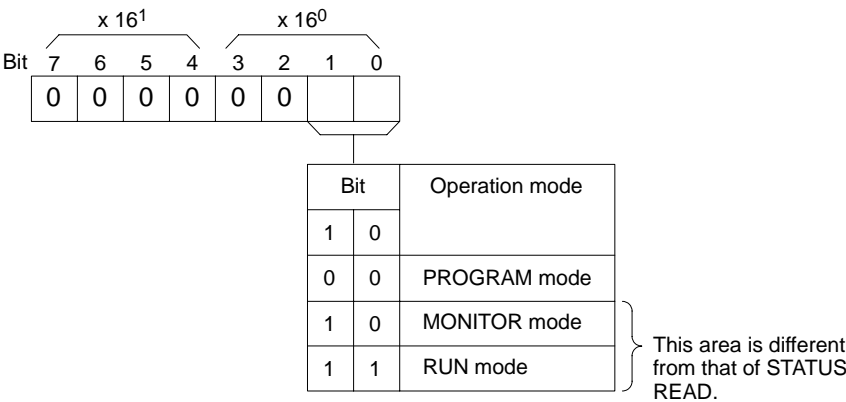 x 16¹ x 16⁰
Bit 7 6 5 4 3 2 1 0
0 0 0 0 0 0
Bit Operation mode
1 0
0 0 PROGRAM mode
1 0 MONITOR mode
1 1 RUN mode
This area is different
from that of STATUS
READ.